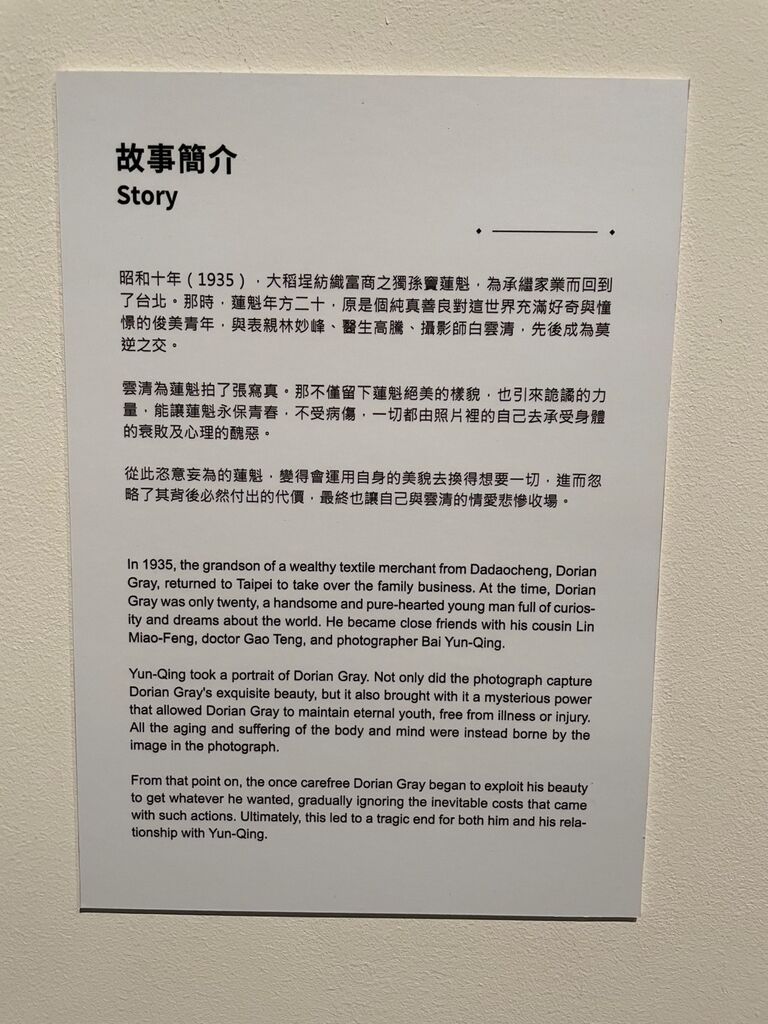 故事簡介
Story
昭和十年(1935),大稻埕紡織富商之獨孫竇蓮魁,為承繼家業而回到
了台北。那時,蓮魁年方二十,原是個純真善良對這世界充滿好奇與憧
憬的俊美青年,與表親林妙峰、醫生高騰、攝影師白雲清,先後成為莫
逆之交。
雲清為蓮魁拍了張寫真。那不僅留下蓮魁絕美的樣貌,也引來詭譎的力
量,能讓蓮魁永保青春,不受病傷,一切都由照片裡的自己去承受身體
的衰敗及心理的醜惡。
從此恣意妄為的蓮魁,變得會運用自身的美貌去換得想要一切,進而忽
略了其背後必然付出的代價,最終也讓自己與雲清的情愛悲慘收場。
In 1935, the grandson of a wealthy textile merchant from Dadaocheng, Dorian
Gray, returned to Taipei to take over the family business. At the time, Dorian
Gray was only twenty, a handsome and pure-hearted young man full of curios-
ity and dreams about the world. He became close friends with his cousin Lin
Miao-Feng, doctor Gao Teng, and photographer Bai Yun-Qing.
Yun-Qing took a portrait of Dorian Gray. Not only did the photograph capture
Dorian Gray's exquisite beauty, but it also brought with it a mysterious power
that allowed Dorian Gray to maintain eternal youth, free from illness or injury.
All the aging and suffering of the body and mind were instead borne by the
image in the photograph.
From that point on, the once carefree Dorian Gray began to exploit his beauty
to get whatever he wanted, gradually ignoring the inevitable costs that came
with such actions. Ultimately, this led to a tragic end for both him and his rela-
tionship with Yun-Qing.